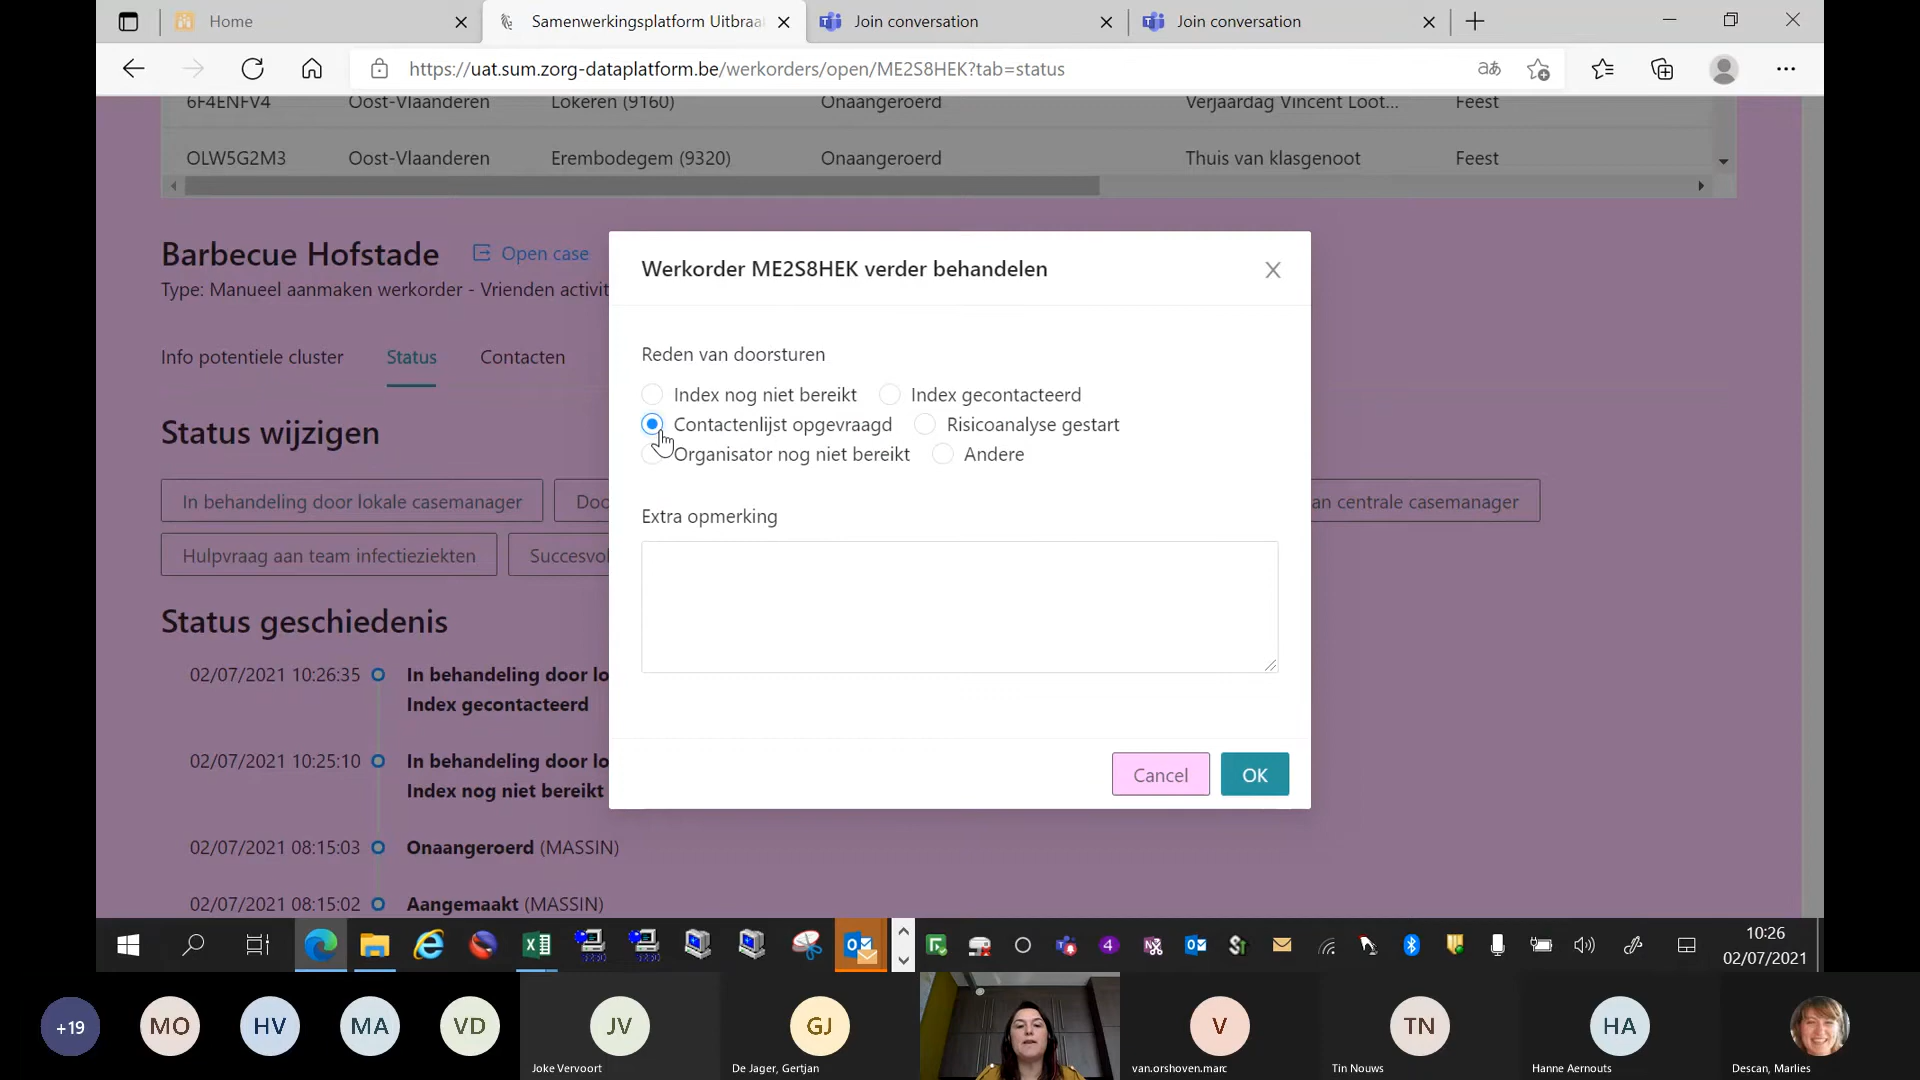 Home
Samenwerkingsplatform Uitbraa
Join conversation
Join conversation
https://uat.sum.zorg-dataplatform.be/werkorders/open/ME2S8HEK?tab=status
6F4ENFV4 Oost-Vlaanderen Lokeren (9160) Onaangeroerd Verjaardag Vincent Loot... Feest
OLW5G2M3 Oost-Vlaanderen Erembodegem (9320) Onaangeroerd Thuis van klasgenoot Feest
Barbecue Hofstade Open case
Type: Manueel aanmaken werkorder - Vrienden activit
Info potentiele cluster Status Contacten
Status wijzigen
In behandeling door lokale casemanager Doo an centrale casemanager
Hulpvraag aan team infectieziekten Succesvol
Status geschiedenis
02/07/2021 10:26:35 In behandeling door lo
Index gecontacteerd
02/07/2021 10:25:10 In behandeling door lo
Index nog niet bereikt
02/07/2021 08:15:03 Onaangeroerd (MASSIN)
02/07/2021 08:15:02 Aangemaakt (MASSIN)
Werkorder ME2S8HEK verder behandelen
Reden van doorsturen
Index nog niet bereikt Index gecontacteerd
Contactenlijst opgevraagd Risicoanalyse gestart
Organisator nog niet bereikt Andere
Extra opmerking
Cancel OK
10:26
02/07/2021
+19 MO HV MA VD JV GJ V TN HA
Joke Vervoort De Jager, Gertjan van.orshoven.marc Tin Nouws Hanne Aernouts Descan, Marlies